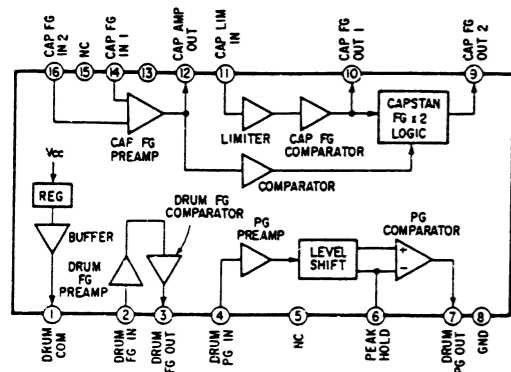 CAP FG IN 2
NC
CAP FG IN 1
CAP AMP OUT
CAP LIM IN
CAP FG OUT 1
CAP FG OUT 2
16
15
14
13
12
11
10
9
CAF FG PREAMP
LIMITER
CAP FG COMPARATOR
CAPSTAN FG x 2 LOGIC
COMPARATOR
Vcc
REG
BUFFER
DRUM FG PREAMP
DRUM FG COMPARATOR
PG PREAMP
LEVEL SHIFT
PG COMPARATOR
+
−
1
2
3
4
5
6
7
8
DRUM COM
DRUM FG IN
DRUM FG OUT
DRUM PG IN
NC
PEAK HOLD
DRUM PG OUT
GND